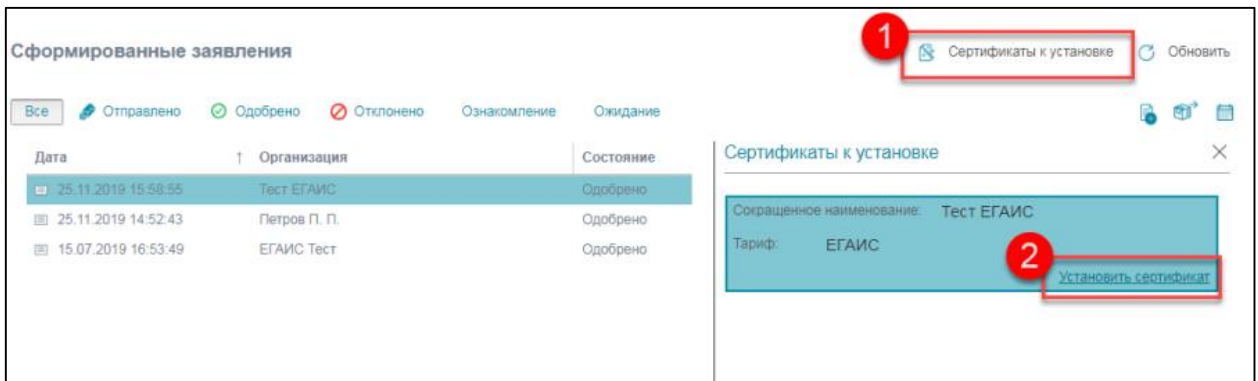 1
Сформированные заявления
Сертификаты к установке Обновить
Все Отправлено Одобрено Отклонено Ознакомление Ожидание
Дата ↑ Организация Состояние
25.11.2019 15:58:55 Тест ЕГАИС Одобрено
25.11.2019 14:52:43 Петров П. П. Одобрено
15.07.2019 16:53:49 ЕГАИС Тест Одобрено
Сертификаты к установке
Сокращенное наименование: Тест ЕГАИС
Тариф: ЕГАИС
2
Установить сертификат